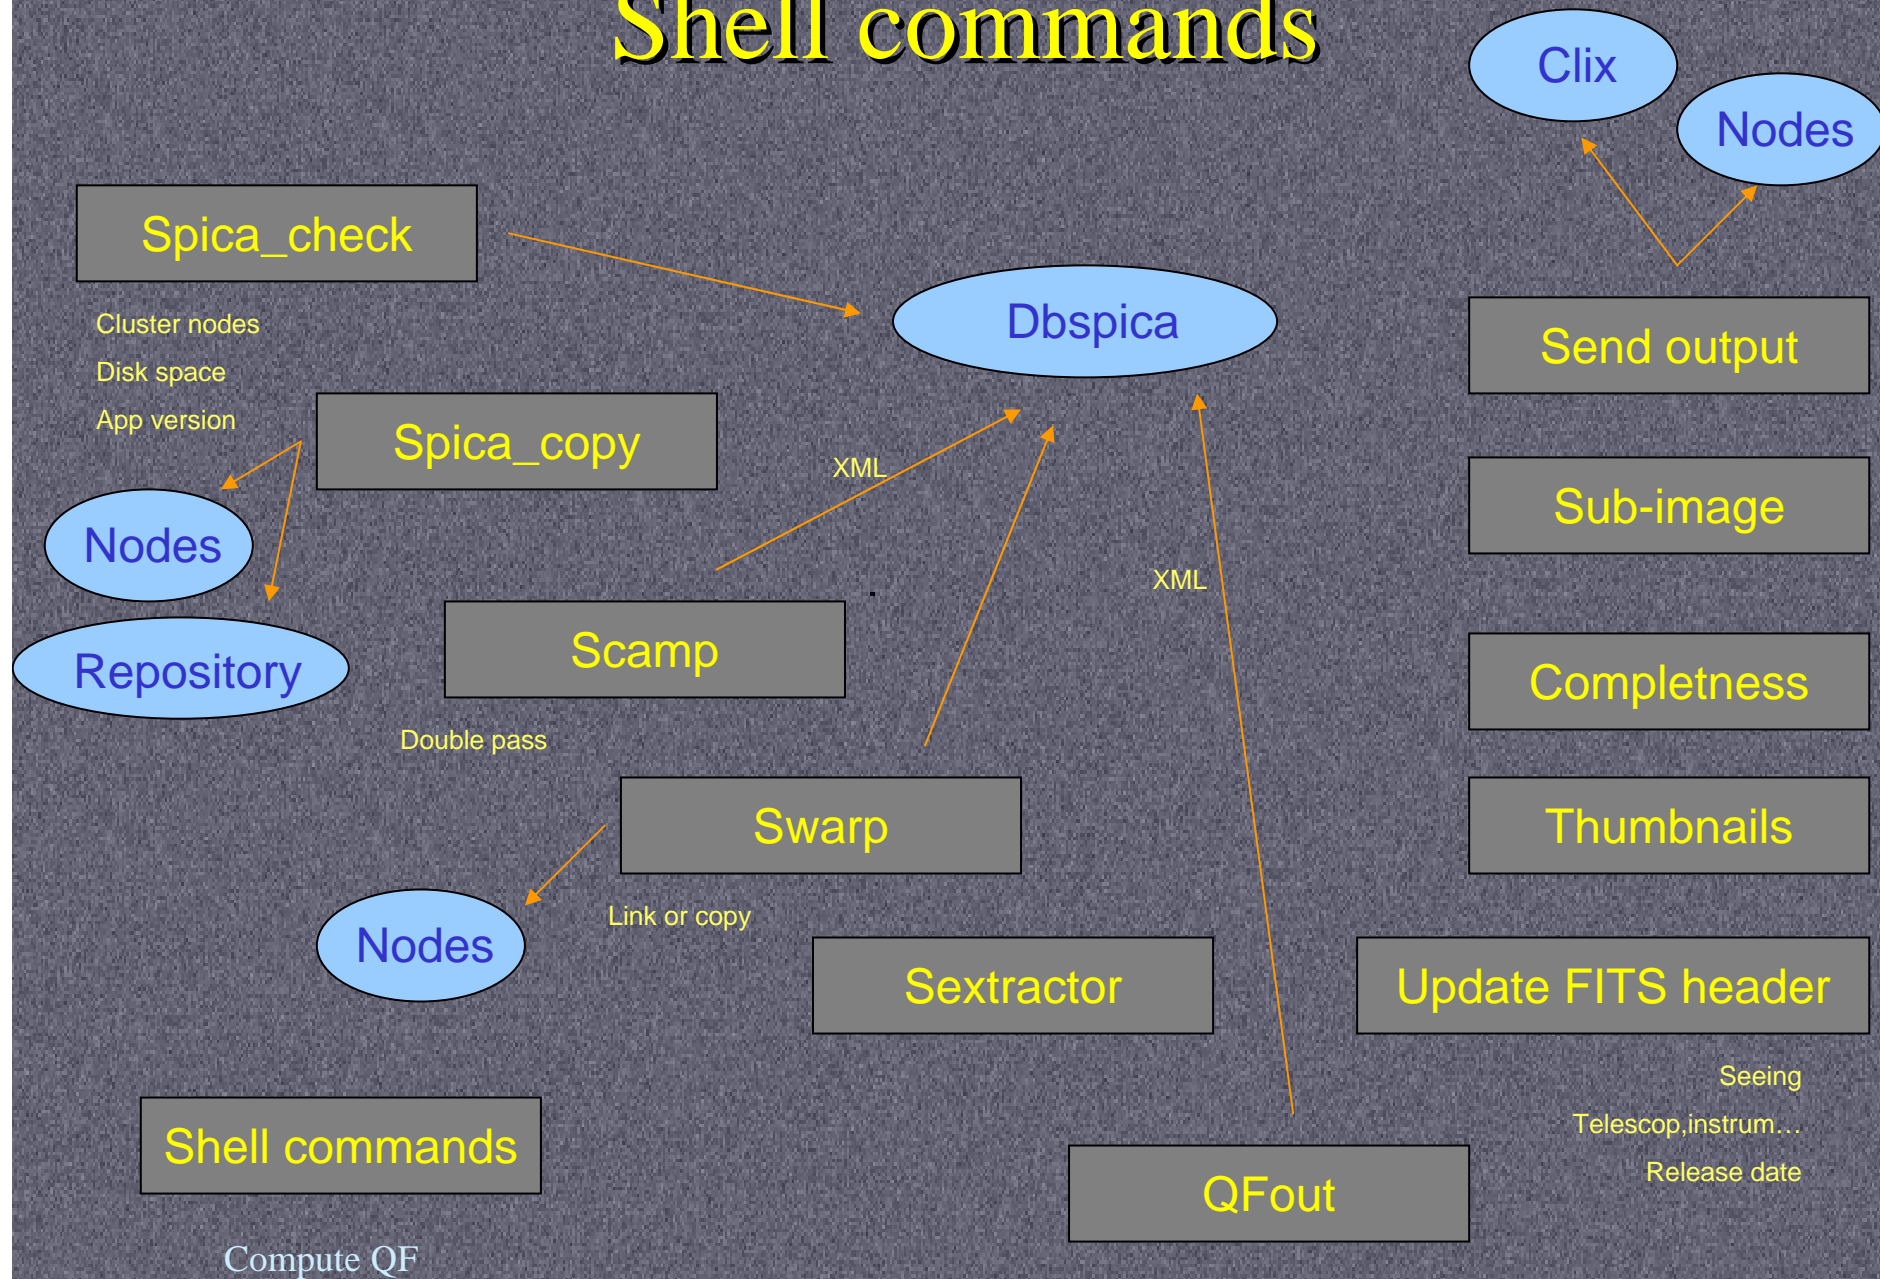 Shell commands
Clix
Nodes
Spica_check
Cluster nodes
Disk space
App version
Dbspica
Send output
Spica_copy
XML
Sub-image
Nodes
XML
Repository
Scamp
Completness
Double pass
Swarp
Thumbnails
Nodes
Link or copy
Sextractor
Update FITS header
Seeing
Telescop,instrum…
Release date
Shell commands
QFout
Compute QF